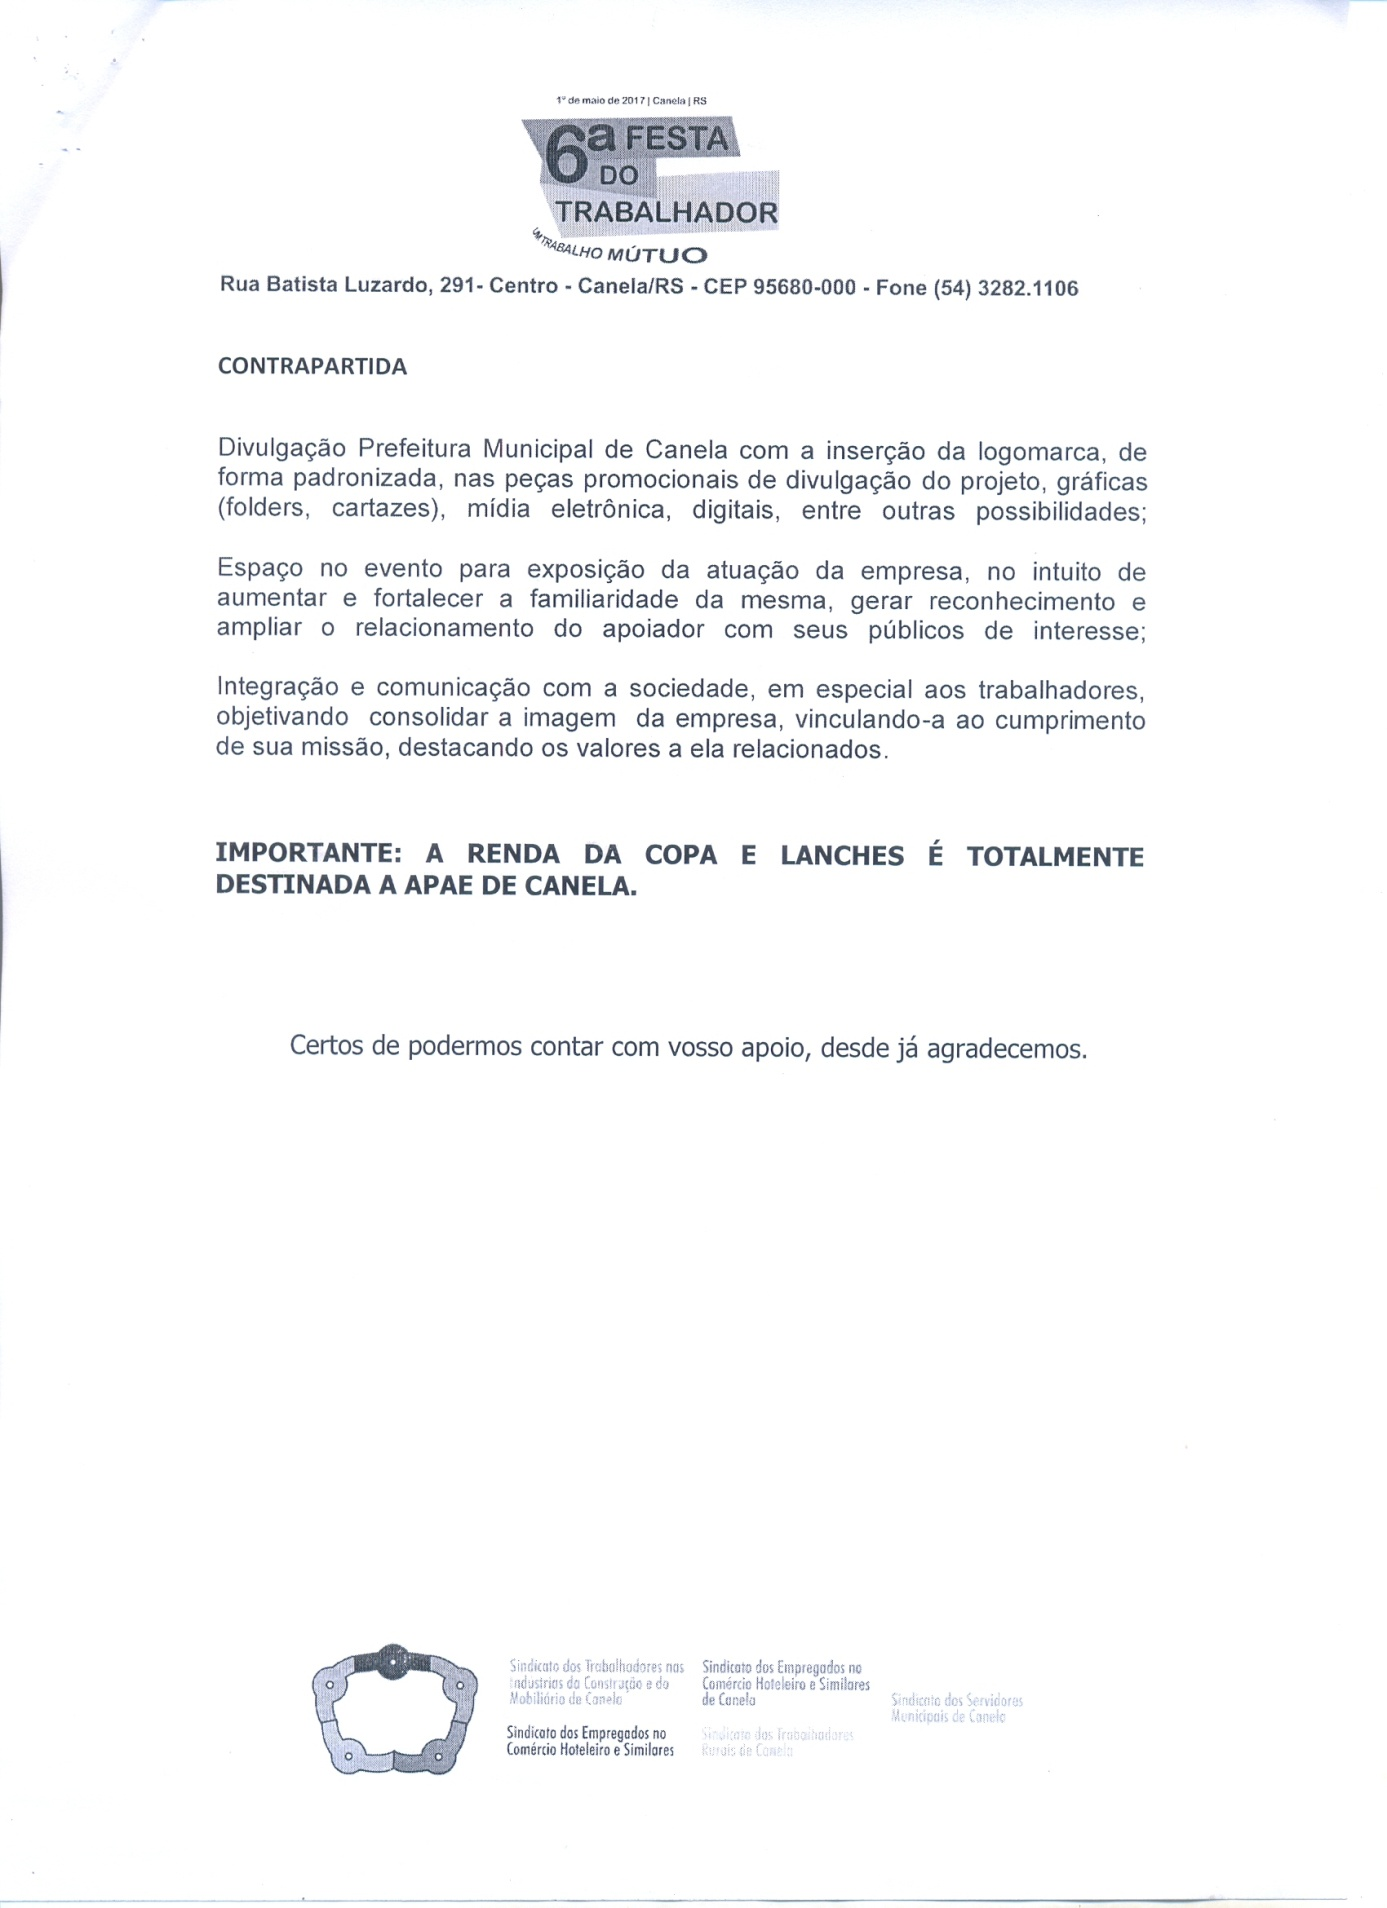 1º de maio de 2017 | Canela | RS
6ª FESTA
DO
TRABALHADOR
UM TRABALHO MÚTUO
Rua Batista Luzardo, 291- Centro - Canela/RS - CEP 95680-000 - Fone (54) 3282.1106
CONTRAPARTIDA
Divulgação Prefeitura Municipal de Canela com a inserção da logomarca, de
forma padronizada, nas peças promocionais de divulgação do projeto, gráficas
(folders, cartazes), mídia eletrônica, digitais, entre outras possibilidades;
Espaço no evento para exposição da atuação da empresa, no intuito de
aumentar e fortalecer a familiaridade da mesma, gerar reconhecimento e
ampliar o relacionamento do apoiador com seus públicos de interesse;
Integração e comunicação com a sociedade, em especial aos trabalhadores,
objetivando consolidar a imagem da empresa, vinculando-a ao cumprimento
de sua missão, destacando os valores a ela relacionados.
IMPORTANTE: A RENDA DA COPA E LANCHES É TOTALMENTE
DESTINADA A APAE DE CANELA.
Certos de podermos contar com vosso apoio, desde já agradecemos.
Sindicato dos Trabalhadores nas
Industrias da Construção e do
Mobiliário de Canela
Sindicato dos Empregados no
Comércio Hoteleiro e Similares
Sindicato dos Empregados no
Comércio Hoteleiro e Similares
de Canela
Sindicato dos Trabalhadores
Rurais de Canela
Sindicato dos Servidores
Municipais de Canela